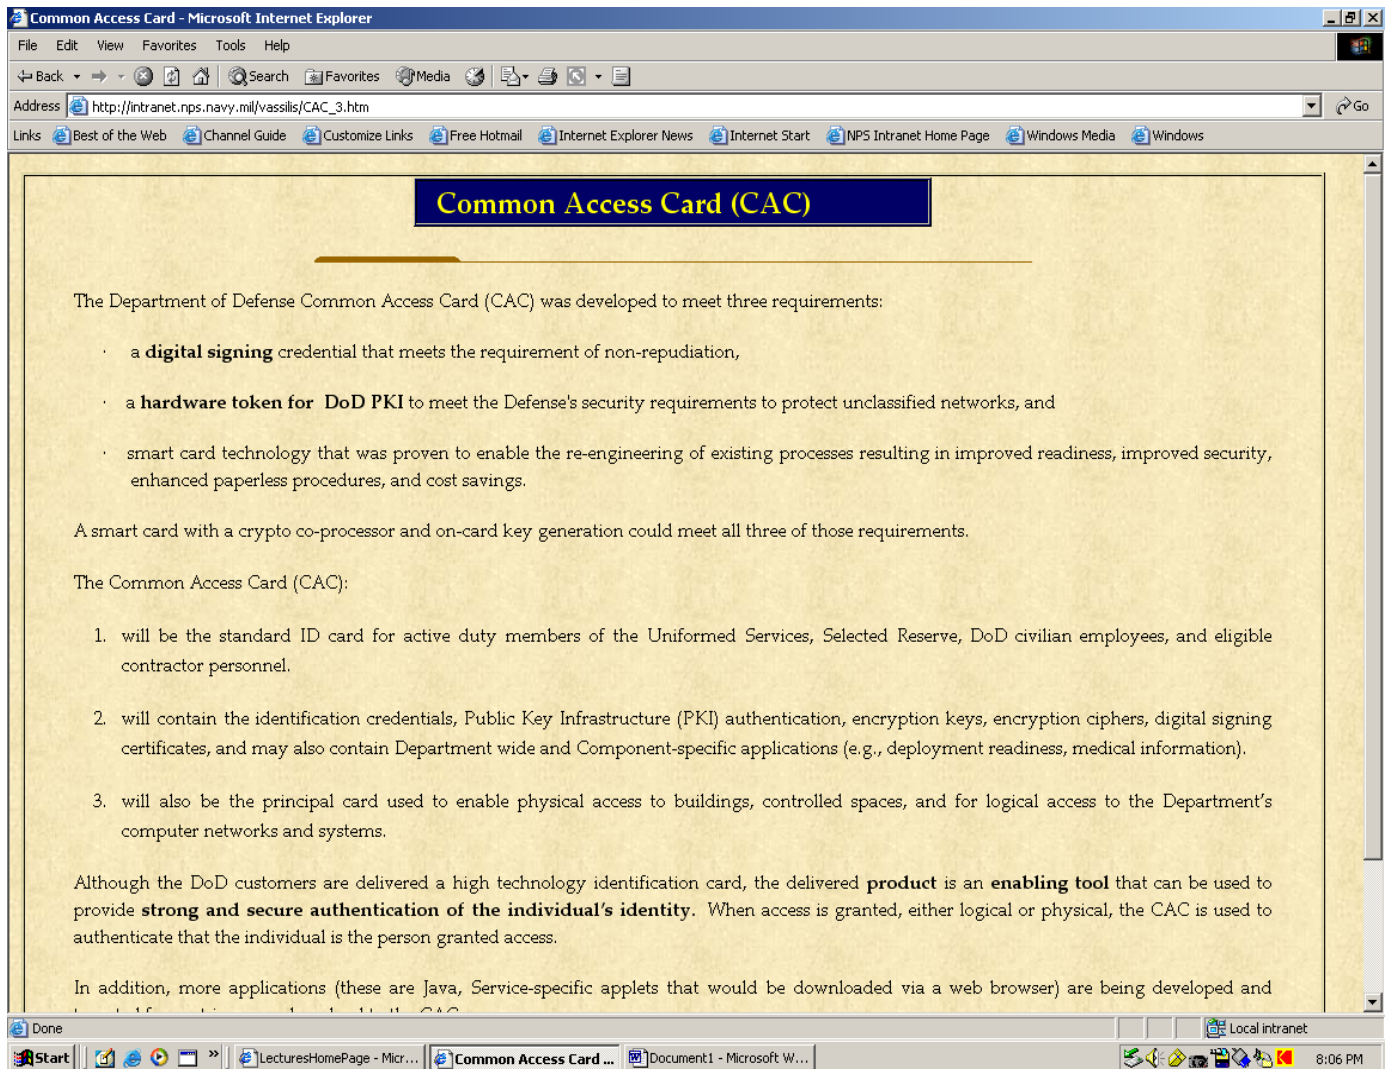 Common Access Card - Microsoft Internet Explorer
File Edit View Favorites Tools Help
Back Search Favorites Media
Address http://intranet.nps.navy.mil/vassilis/CAC_3.htm Go
Links Best of the Web Channel Guide Customize Links Free Hotmail Internet Explorer News Internet Start NPS Intranet Home Page Windows Media Windows
Common Access Card (CAC)
The Department of Defense Common Access Card (CAC) was developed to meet three requirements:
· a digital signing credential that meets the requirement of non-repudiation,
· a hardware token for DoD PKI to meet the Defense's security requirements to protect unclassified networks, and
· smart card technology that was proven to enable the re-engineering of existing processes resulting in improved readiness, improved security,
enhanced paperless procedures, and cost savings.
A smart card with a crypto co-processor and on-card key generation could meet all three of those requirements.
The Common Access Card (CAC):
1. will be the standard ID card for active duty members of the Uniformed Services, Selected Reserve, DoD civilian employees, and eligible
contractor personnel.
2. will contain the identification credentials, Public Key Infrastructure (PKI) authentication, encryption keys, encryption ciphers, digital signing
certificates, and may also contain Department wide and Component-specific applications (e.g., deployment readiness, medical information).
3. will also be the principal card used to enable physical access to buildings, controlled spaces, and for logical access to the Department's
computer networks and systems.
Although the DoD customers are delivered a high technology identification card, the delivered product is an enabling tool that can be used to
provide strong and secure authentication of the individual's identity. When access is granted, either logical or physical, the CAC is used to
authenticate that the individual is the person granted access.
In addition, more applications (these are Java, Service-specific applets that would be downloaded via a web browser) are being developed and
Done Local intranet
Start » LecturesHomePage - Micr... Common Access Card ... Document1 - Microsoft W... 8:06 PM